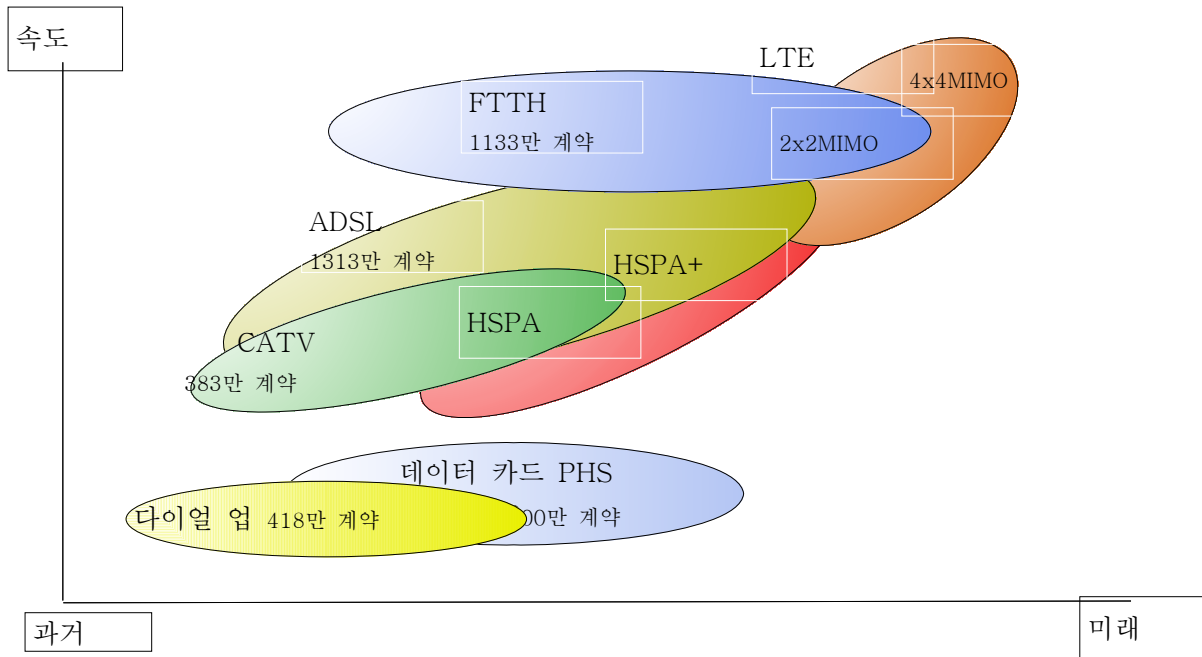 속도
LTE
4x4MIMO
FTTH
1133만 계약
2x2MIMO
ADSL
1313만 계약
HSPA+
HSPA
CATV
383만 계약
데이터 카드 PHS
00만 계약
다이얼 업 418만 계약
과거
미래